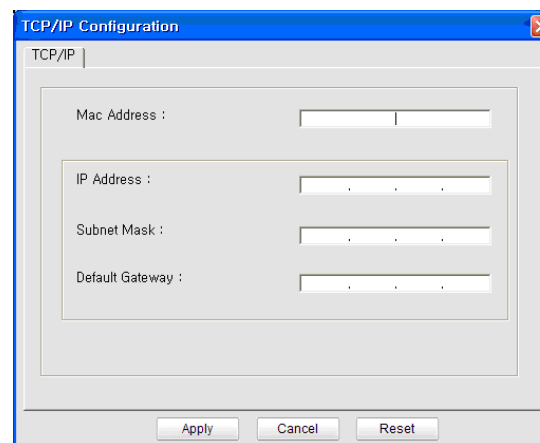 TCP/IP Configuration
TCP/IP
Mac Address :
IP Address :
. . .
Subnet Mask :
. . .
Default Gateway :
. . .
Apply Cancel Reset